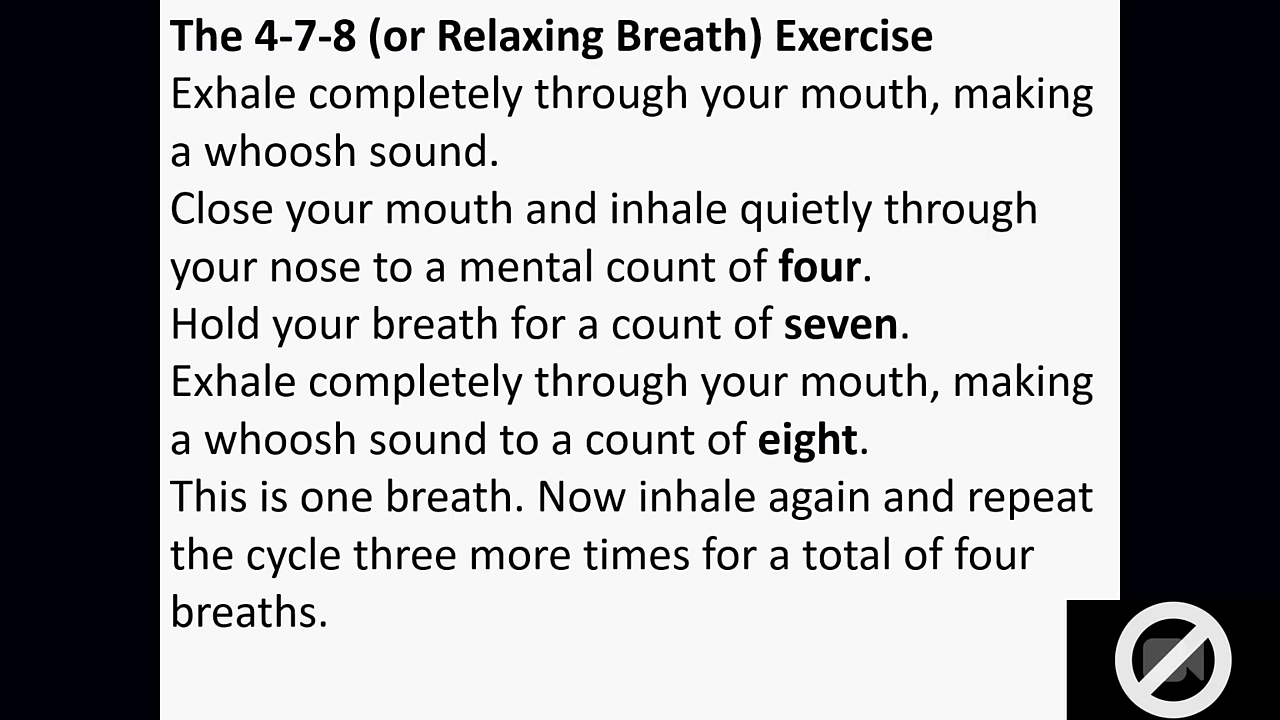 The 4-7-8 (or Relaxing Breath) Exercise
Exhale completely through your mouth, making
a whoosh sound.
Close your mouth and inhale quietly through
your nose to a mental count of four.
Hold your breath for a count of seven.
Exhale completely through your mouth, making
a whoosh sound to a count of eight.
This is one breath. Now inhale again and repeat
the cycle three more times for a total of four
breaths.